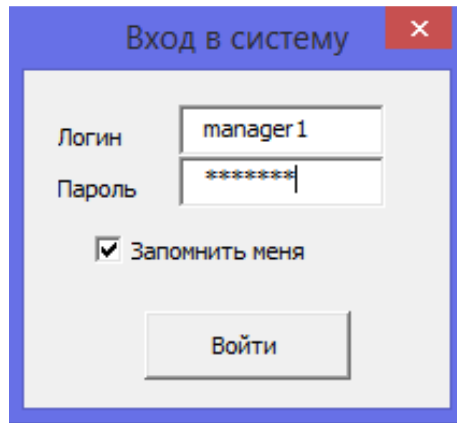 Вход в систему
Логин manager1
Пароль *******
Запомнить меня
Войти